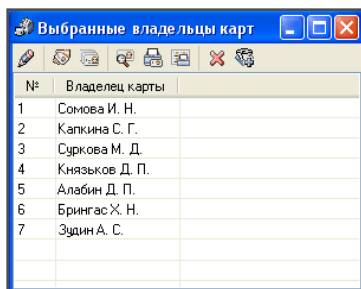 Выбранные владельцы карт
№ Владелец карты
1 Сомова И. Н.
2 Капкина С. Г.
3 Суркова М. Д.
4 Князьков Д. П.
5 Алабин Д. П.
6 Брингас Х. Н.
7 Зудин А. С.